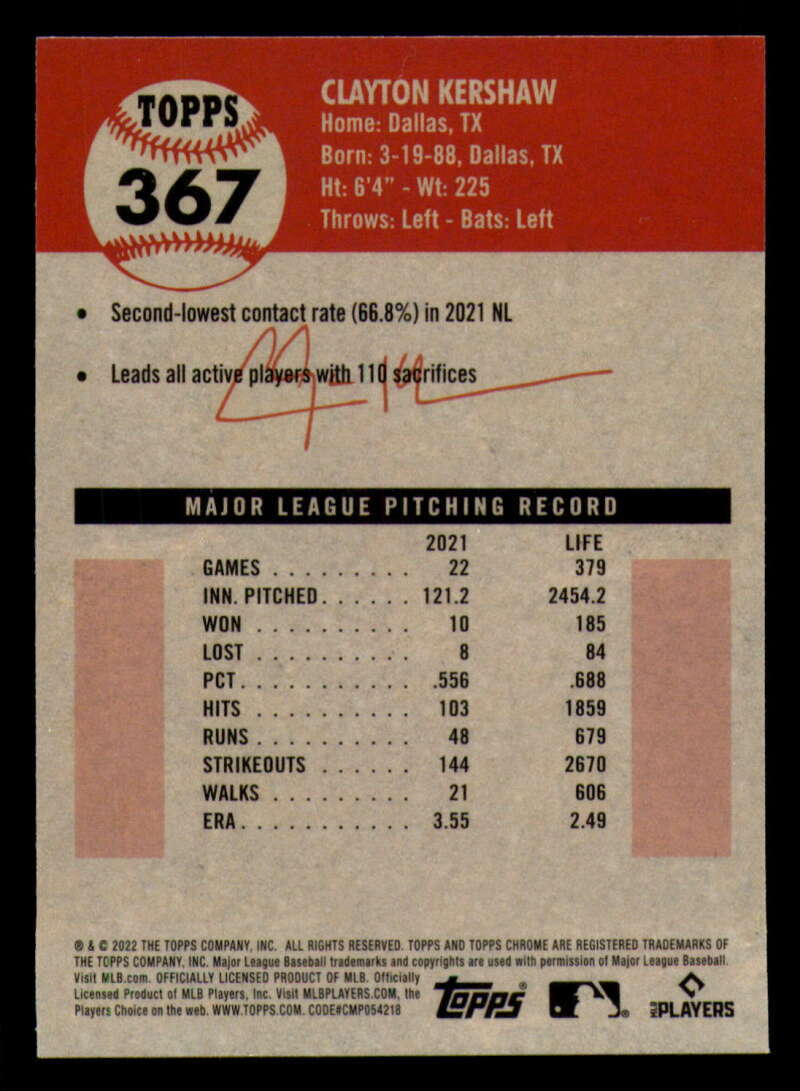 TOPPS
367
CLAYTON KERSHAW
Home: Dallas, TX
Born: 3-19-88, Dallas, TX
Ht: 6'4" - Wt: 225
Throws: Left - Bats: Left
• Second-lowest contact rate (66.8%) in 2021 NL
• Leads all active players with 110 sacrifices
MAJOR LEAGUE PITCHING RECORD
2021 LIFE
GAMES . . . . . . . . . 22 379
INN. PITCHED . . . . . . 121.2 2454.2
WON . . . . . . . . . . 10 185
LOST . . . . . . . . . . 8 84
PCT. . . . . . . . . . . .556 .688
HITS . . . . . . . . . . 103 1859
RUNS . . . . . . . . . . 48 679
STRIKEOUTS . . . . . . 144 2670
WALKS . . . . . . . . . 21 606
ERA. . . . . . . . . . . 3.55 2.49
® & © 2022 THE TOPPS COMPANY, INC. ALL RIGHTS RESERVED. TOPPS AND TOPPS CHROME ARE REGISTERED TRADEMARKS OF
THE TOPPS COMPANY, INC. Major League Baseball trademarks and copyrights are used with permission of Major League Baseball.
Visit MLB.com. OFFICIALLY LICENSED PRODUCT OF MLB. Officially
Licensed Product of MLB Players, Inc. Visit MLBPLAYERS.COM, the
Players Choice on the web. WWW.TOPPS.COM. CODE#CMP054218
Topps®
MLB PLAYERS